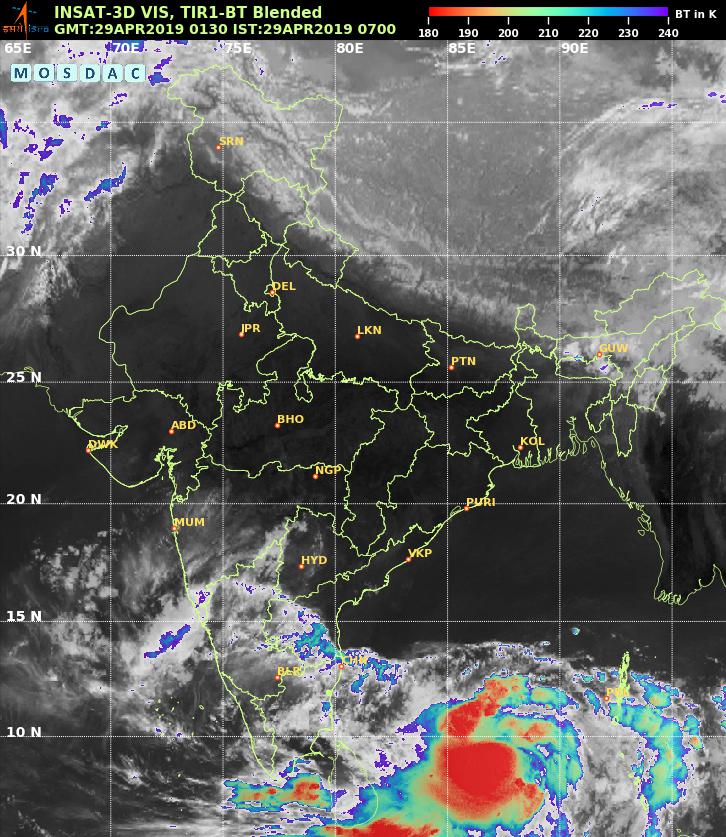 INSAT-3D VIS, TIR1-BT Blended
GMT:29APR2019 0130 IST:29APR2019 0700
BT in K
180 190 200 210 220 230 240
65E 70E 75E 80E 85E 90E
MOSDAC
SRN
30 N
DEL
JPR
LKN
GUW
PTN
25 N
ABD
BHO
DWK
KOL
NGP
20 N
PURI
MUM
HYD
VKP
15 N
BLR
10 N